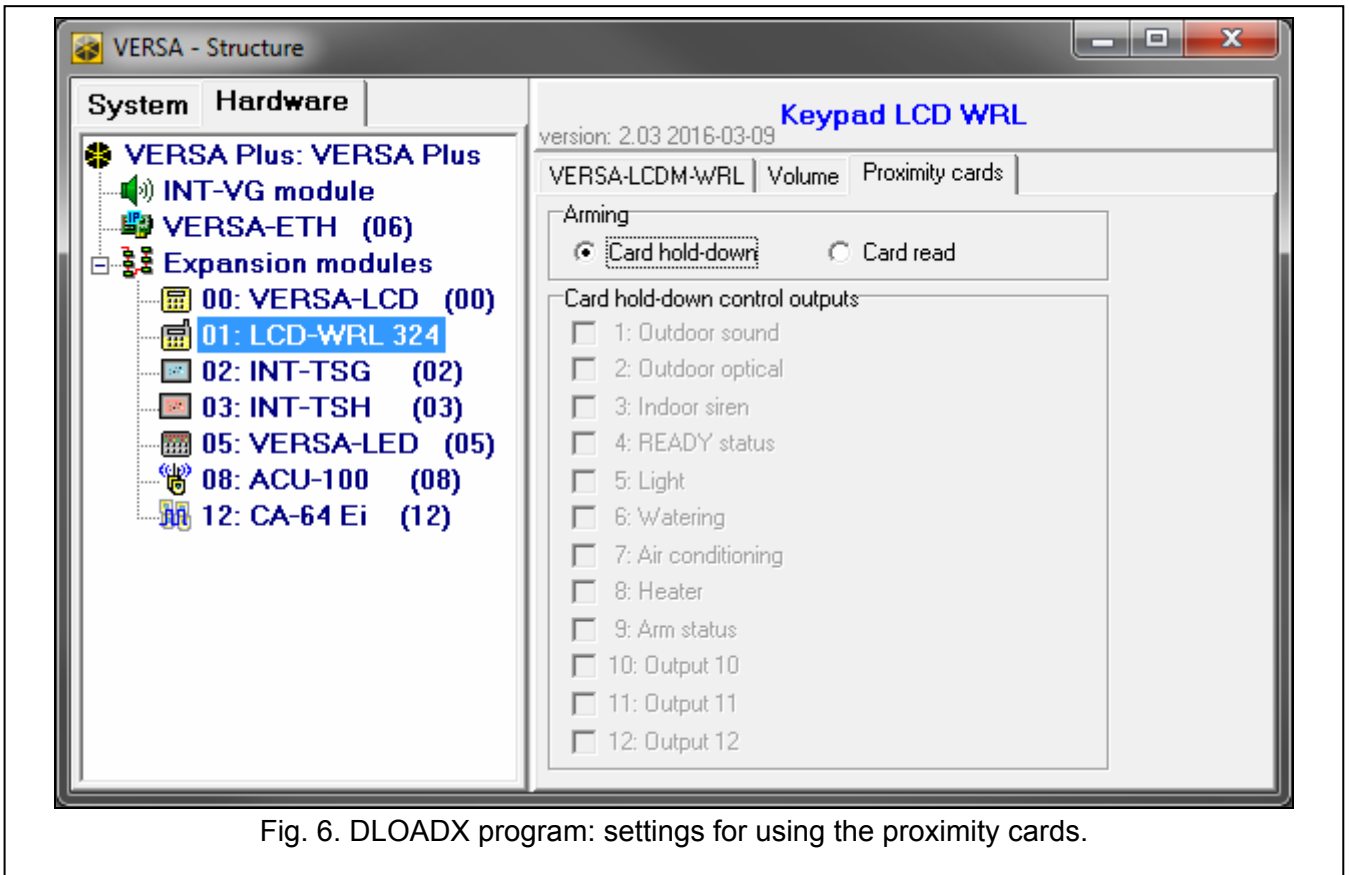 VERSA - Structure
System Hardware
VERSA Plus: VERSA Plus
INT-VG module
VERSA-ETH (06)
Expansion modules
00: VERSA-LCD (00)
01: LCD-WRL 324
02: INT-TSG (02)
03: INT-TSH (03)
05: VERSA-LED (05)
08: ACU-100 (08)
12: CA-64 Ei (12)
Keypad LCD WRL
version: 2.03 2016-03-09
VERSA-LCDM-WRL Volume Proximity cards
Arming
Card hold-down Card read
Card hold-down control outputs
1: Outdoor sound
2: Outdoor optical
3: Indoor siren
4: READY status
5: Light
6: Watering
7: Air conditioning
8: Heater
9: Arm status
10: Output 10
11: Output 11
12: Output 12
Fig. 6. DLOADX program: settings for using the proximity cards.